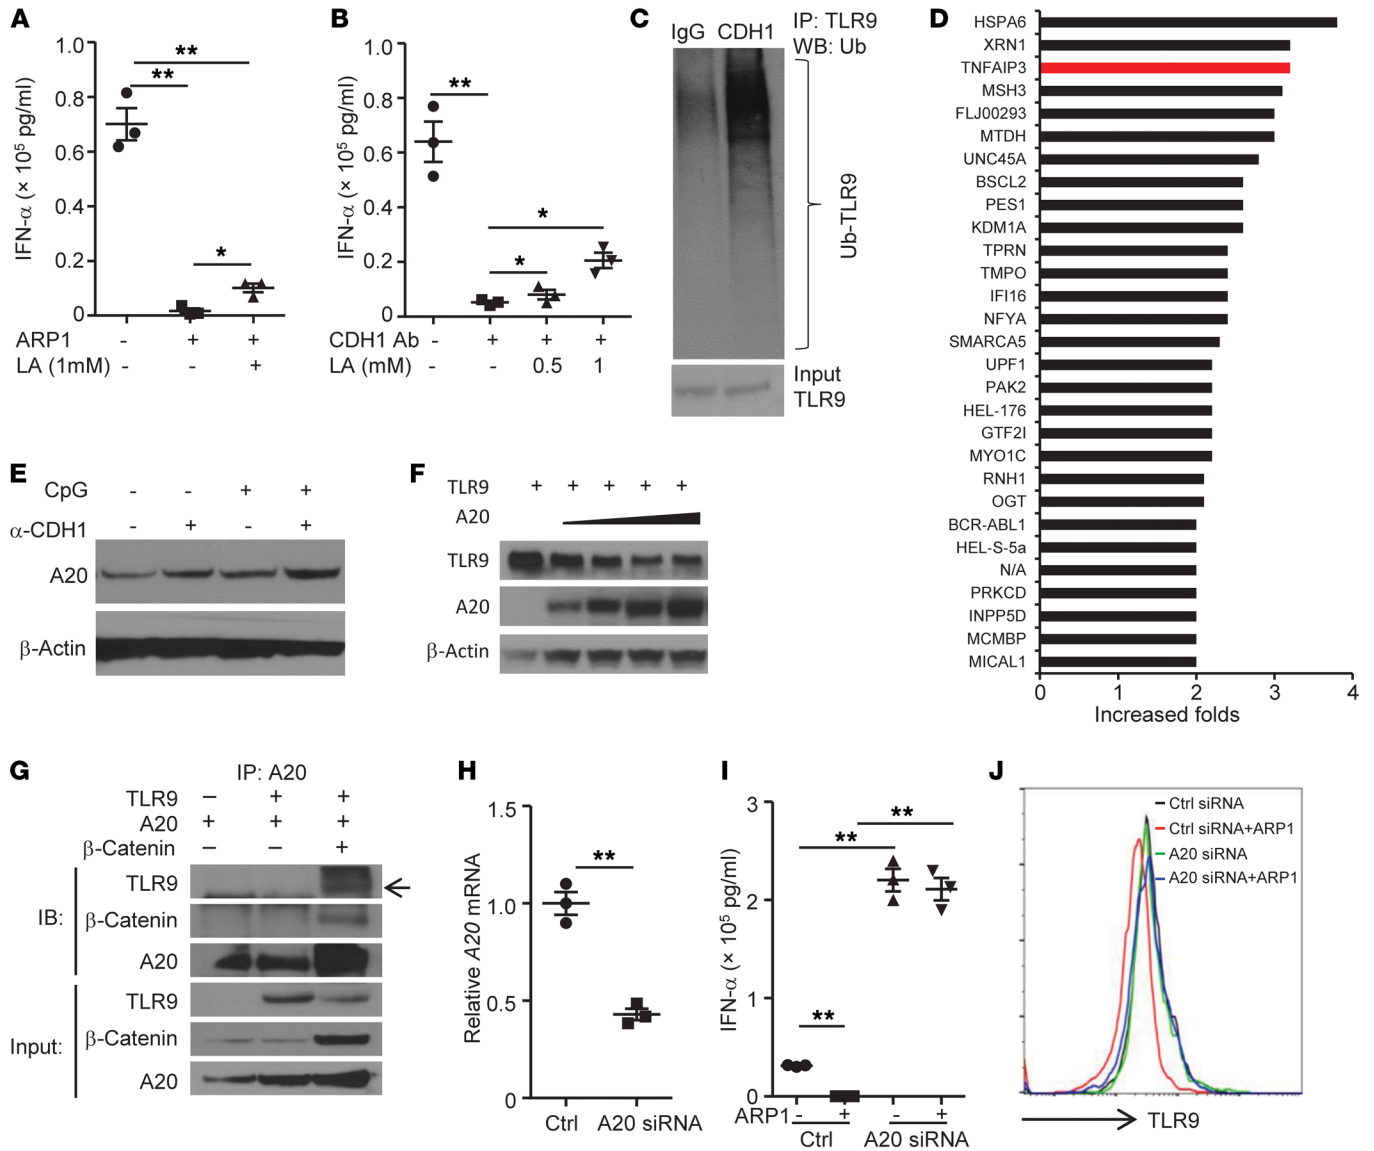 A
1.0
0.8
0.6
0.4
0.2
0
IFN-α (× 10⁵ pg/ml)
**
**
*
ARP1 - + +
LA (1mM) - - +
B
1.0
0.8
0.6
0.4
0.2
0
IFN-α (× 10⁵ pg/ml)
**
*
*
CDH1 Ab - + + +
LA (mM) - - 0.5 1
C
IgG CDH1
IP: TLR9
WB: Ub
Ub-TLR9
Input
TLR9
D
HSPA6
XRN1
TNFAIP3
MSH3
FLJ00293
MTDH
UNC45A
BSCL2
PES1
KDM1A
TPRN
TMPO
IFI16
NFYA
SMARCA5
UPF1
PAK2
HEL-176
GTF2I
MYO1C
RNH1
OGT
BCR-ABL1
HEL-S-5a
N/A
PRKCD
INPP5D
MCMBP
MICAL1
0 1 2 3 4
Increased folds
E
CpG - - + +
α-CDH1 - + - +
A20
β-Actin
F
TLR9 + + + + +
A20
TLR9
A20
β-Actin
G
IP: A20
TLR9 – + +
A20 + + +
β-Catenin – – +
IB:
TLR9
β-Catenin
A20
Input:
TLR9
β-Catenin
A20
H
1.5
1.0
0.5
0
Relative A20 mRNA
**
Ctrl A20 siRNA
I
3
2
1
0
IFN-α (× 10⁵ pg/ml)
**
**
**
ARP1 - + - +
Ctrl A20 siRNA
J
Ctrl siRNA
Ctrl siRNA+ARP1
A20 siRNA
A20 siRNA+ARP1
TLR9